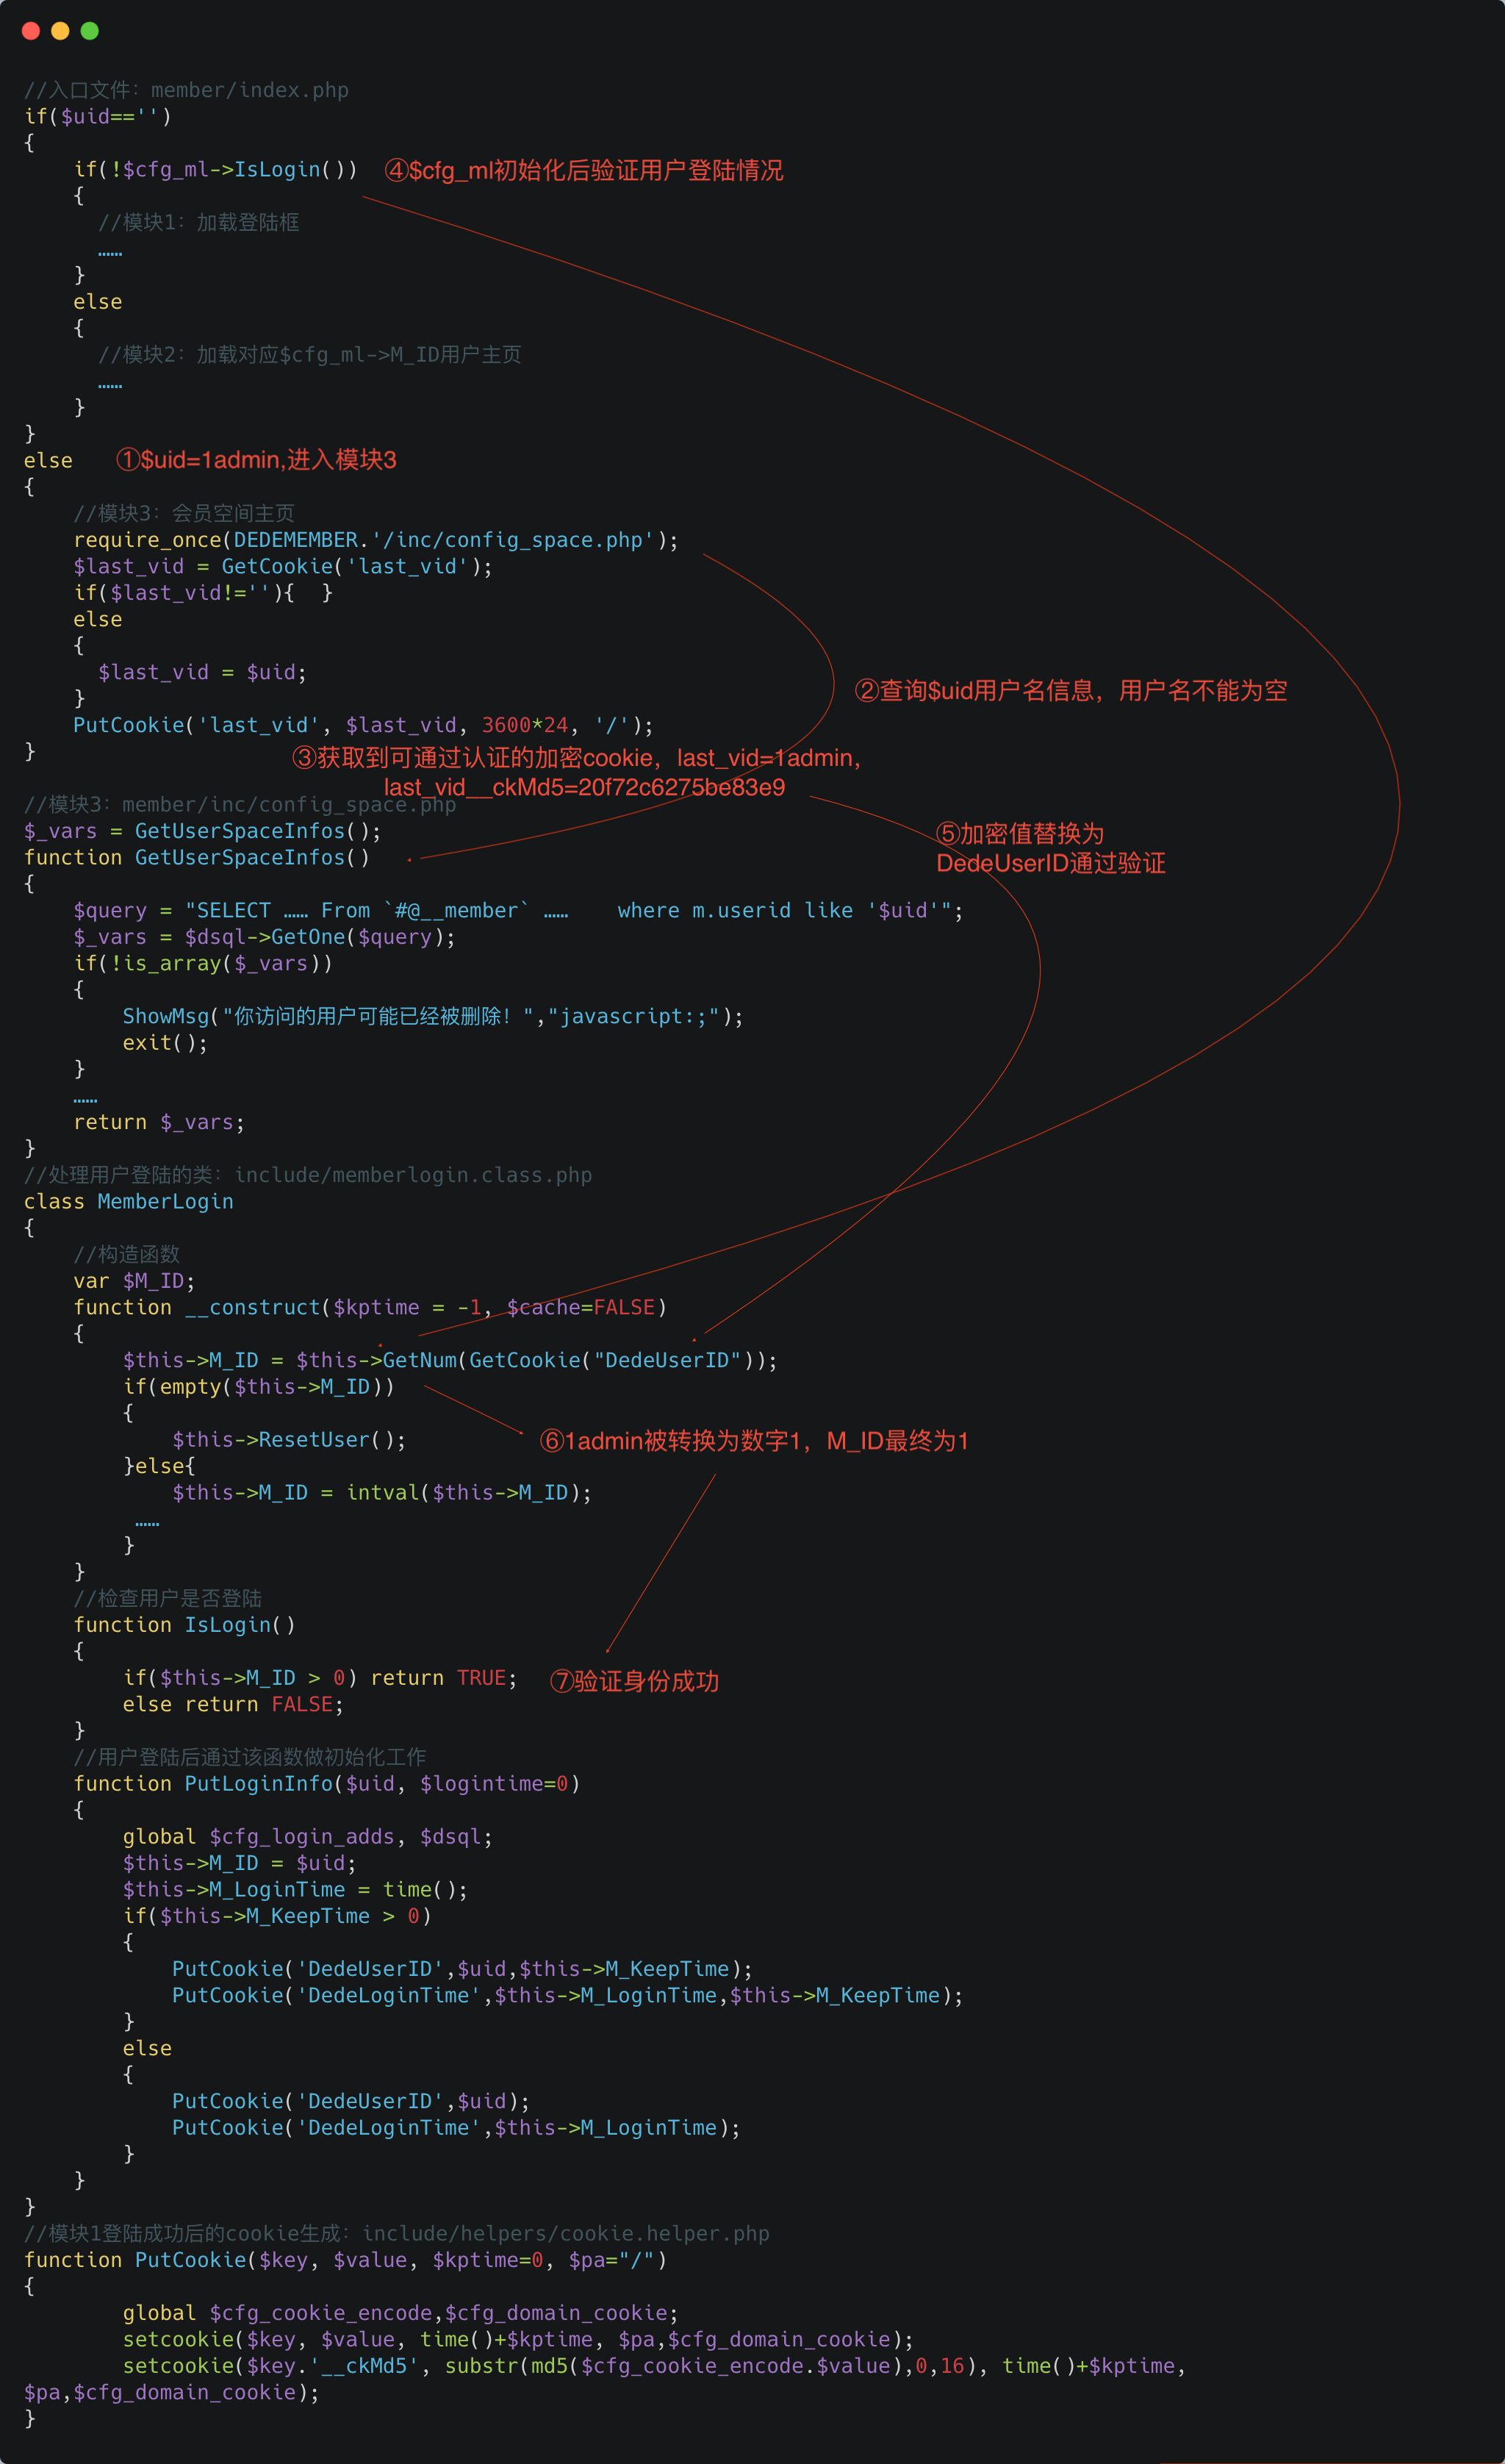 //入口文件：member/index.php
if($uid=='')
{
    if(!$cfg_ml->IsLogin())  ④$cfg_ml初始化后验证用户登陆情况
    {
      //模块1：加载登陆框
      ……
    }
    else
    {
      //模块2：加载对应$cfg_ml->M_ID用户主页
      ……
    }
}
else  ①$uid=1admin,进入模块3
{
    //模块3：会员空间主页
    require_once(DEDEMEMBER.'/inc/config_space.php');
    $last_vid = GetCookie('last_vid');
    if($last_vid!=''){  }
    else
    {
      $last_vid = $uid;
    }
②查询$uid用户名信息，用户名不能为空
    PutCookie('last_vid', $last_vid, 3600*24, '/');
}
③获取到可通过认证的加密cookie，last_vid=1admin，
last_vid__ckMd5=20f72c6275be83e9
//模块3：member/inc/config_space.php
$_vars = GetUserSpaceInfos();
⑤加密值替换为
DedeUserID通过验证
function GetUserSpaceInfos()
{
    $query = "SELECT …… From `#@__member` ……    where m.userid like '$uid'";
    $_vars = $dsql->GetOne($query);
    if(!is_array($_vars))
    {
        ShowMsg("你访问的用户可能已经被删除！","javascript:;");
        exit();
    }
    ……
    return $_vars;
}
//处理用户登陆的类：include/memberlogin.class.php
class MemberLogin
{
    //构造函数
    var $M_ID;
    function __construct($kptime = -1, $cache=FALSE)
    {
        $this->M_ID = $this->GetNum(GetCookie("DedeUserID"));
        if(empty($this->M_ID))
        {
            $this->ResetUser();  ⑥1admin被转换为数字1，M_ID最终为1
        }else{
            $this->M_ID = intval($this->M_ID);
         ……
        }
    }
    //检查用户是否登陆
    function IsLogin()
    {
        if($this->M_ID > 0) return TRUE;  ⑦验证身份成功
        else return FALSE;
    }
    //用户登陆后通过该函数做初始化工作
    function PutLoginInfo($uid, $logintime=0)
    {
        global $cfg_login_adds, $dsql;
        $this->M_ID = $uid;
        $this->M_LoginTime = time();
        if($this->M_KeepTime > 0)
        {
            PutCookie('DedeUserID',$uid,$this->M_KeepTime);
            PutCookie('DedeLoginTime',$this->M_LoginTime,$this->M_KeepTime);
        }
        else
        {
            PutCookie('DedeUserID',$uid);
            PutCookie('DedeLoginTime',$this->M_LoginTime);
        }
    }
}
//模块1登陆成功后的cookie生成：include/helpers/cookie.helper.php
function PutCookie($key, $value, $kptime=0, $pa="/")
{
        global $cfg_cookie_encode,$cfg_domain_cookie;
        setcookie($key, $value, time()+$kptime, $pa,$cfg_domain_cookie);
        setcookie($key.'__ckMd5', substr(md5($cfg_cookie_encode.$value),0,16), time()+$kptime,
$pa,$cfg_domain_cookie);
}